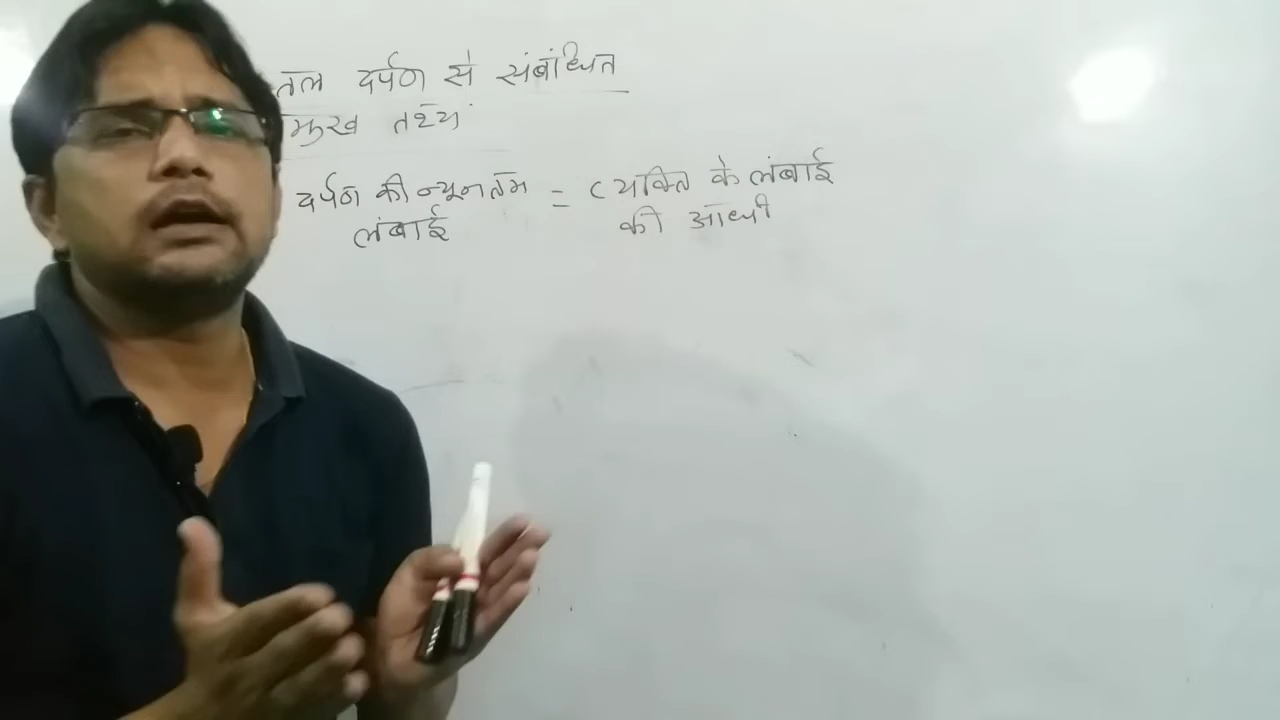 तल दर्पण से संबंधित
मुख तथ्य
दर्पण की न्यूनतम = व्यक्ति के लंबाई
लंबाई की आधी